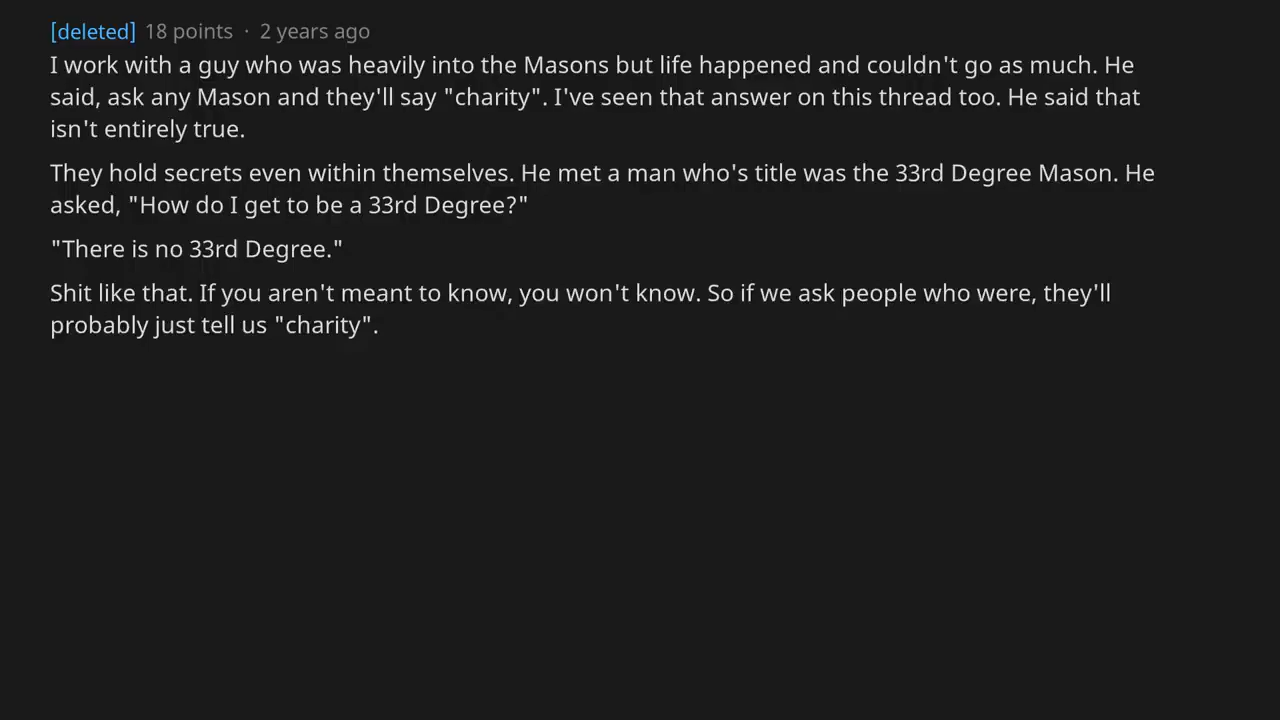 [deleted] 18 points · 2 years ago
I work with a guy who was heavily into the Masons but life happened and couldn't go as much. He
said, ask any Mason and they'll say "charity". I've seen that answer on this thread too. He said that
isn't entirely true.
They hold secrets even within themselves. He met a man who's title was the 33rd Degree Mason. He
asked, "How do I get to be a 33rd Degree?"
"There is no 33rd Degree."
Shit like that. If you aren't meant to know, you won't know. So if we ask people who were, they'll
probably just tell us "charity".